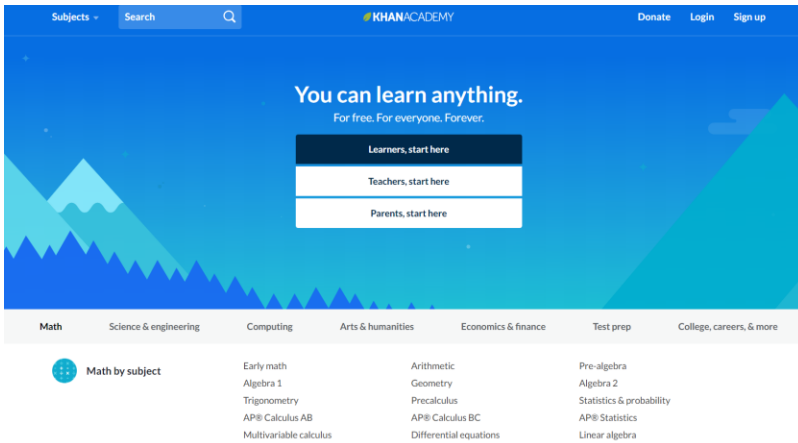 Subjects Search KHANACADEMY Donate Login Sign up
You can learn anything.
For free. For everyone. Forever.
Learners, start here
Teachers, start here
Parents, start here
Math Science & engineering Computing Arts & humanities Economics & finance Test prep College, careers, & more
Math by subject
Early math Arithmetic Pre-algebra
Algebra 1 Geometry Algebra 2
Trigonometry Precalculus Statistics & probability
AP® Calculus AB AP® Calculus BC AP® Statistics
Multivariable calculus Differential equations Linear algebra